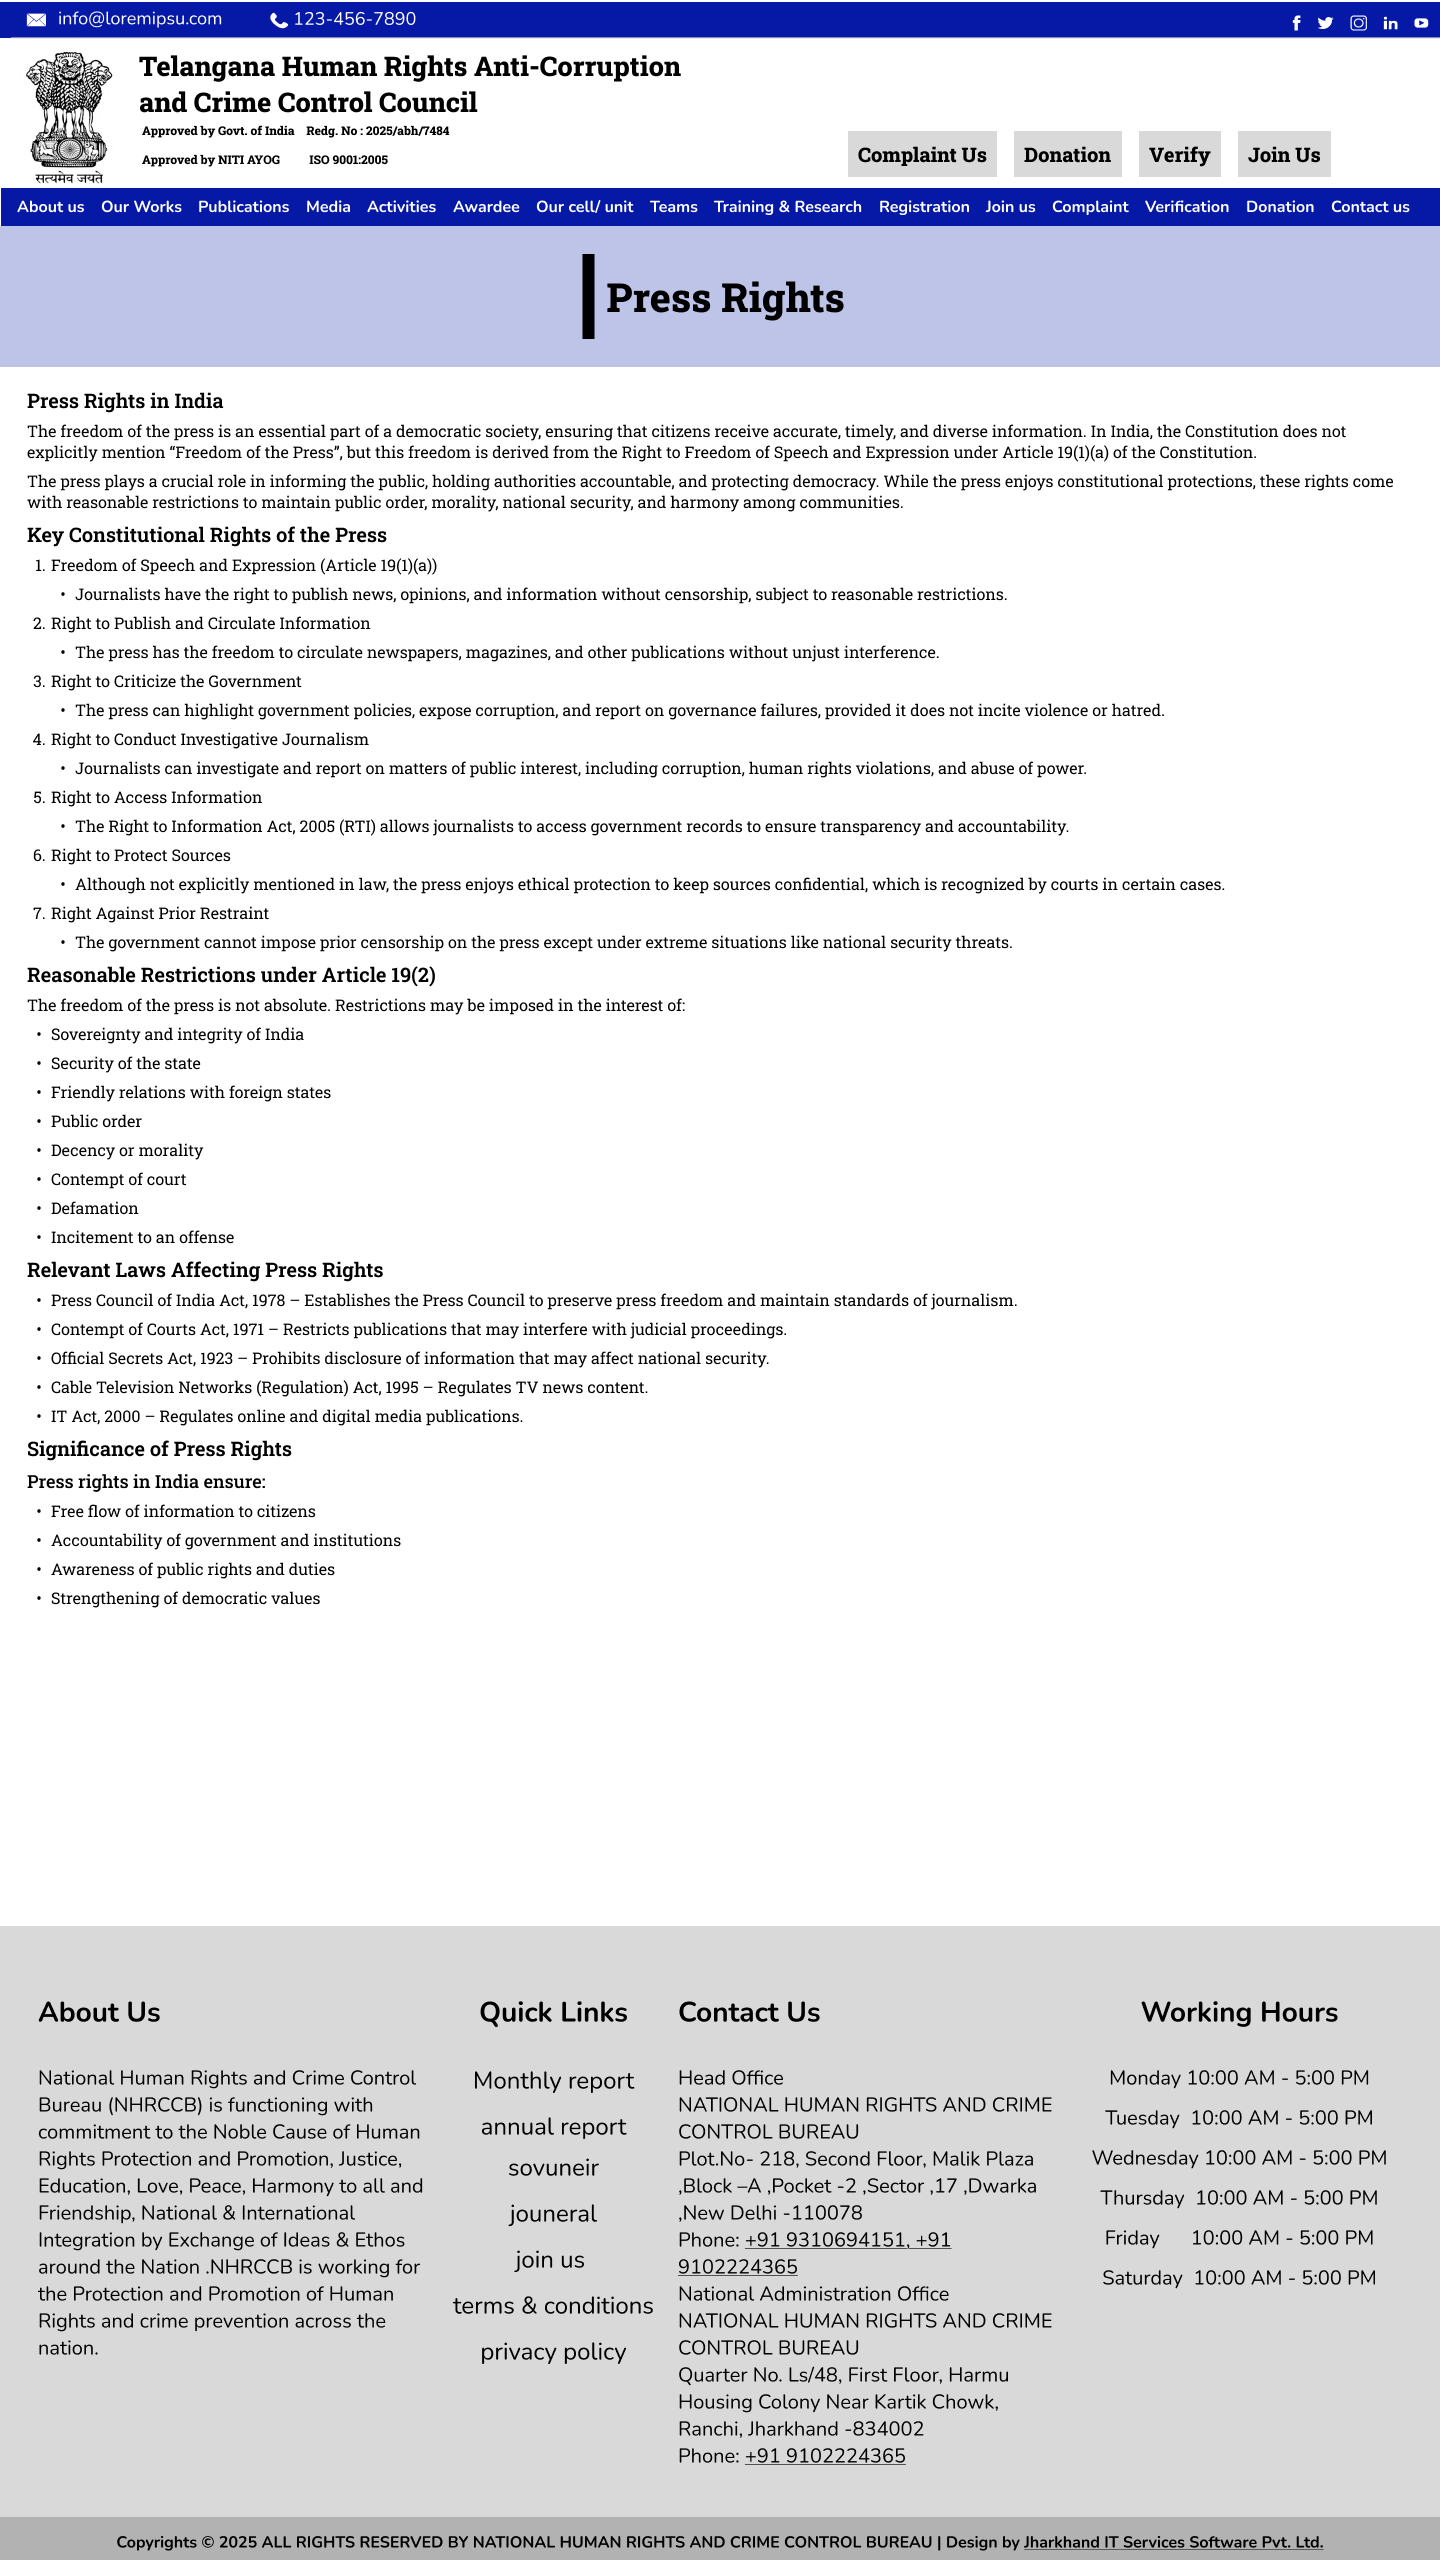 info@loremipsu.com
123-456-7890
Telangana Human Rights Anti-Corruption
and Crime Control Council
Approved by Govt. of India Redg. No : 2025/abh/7484
Approved by NITI AYOG ISO 9001:2005
सत्यमेव जयते
Complaint Us Donation Verify Join Us
About us Our Works Publications Media Activities Awardee Our cell/ unit Teams Training & Research Registration Join us Complaint Verification Donation Contact us
Press Rights
Press Rights in India
The freedom of the press is an essential part of a democratic society, ensuring that citizens receive accurate, timely, and diverse information. In India, the Constitution does not
explicitly mention “Freedom of the Press”, but this freedom is derived from the Right to Freedom of Speech and Expression under Article 19(1)(a) of the Constitution.
The press plays a crucial role in informing the public, holding authorities accountable, and protecting democracy. While the press enjoys constitutional protections, these rights come
with reasonable restrictions to maintain public order, morality, national security, and harmony among communities.
Key Constitutional Rights of the Press
1. Freedom of Speech and Expression (Article 19(1)(a))
• Journalists have the right to publish news, opinions, and information without censorship, subject to reasonable restrictions.
2. Right to Publish and Circulate Information
• The press has the freedom to circulate newspapers, magazines, and other publications without unjust interference.
3. Right to Criticize the Government
• The press can highlight government policies, expose corruption, and report on governance failures, provided it does not incite violence or hatred.
4. Right to Conduct Investigative Journalism
• Journalists can investigate and report on matters of public interest, including corruption, human rights violations, and abuse of power.
5. Right to Access Information
• The Right to Information Act, 2005 (RTI) allows journalists to access government records to ensure transparency and accountability.
6. Right to Protect Sources
• Although not explicitly mentioned in law, the press enjoys ethical protection to keep sources confidential, which is recognized by courts in certain cases.
7. Right Against Prior Restraint
• The government cannot impose prior censorship on the press except under extreme situations like national security threats.
Reasonable Restrictions under Article 19(2)
The freedom of the press is not absolute. Restrictions may be imposed in the interest of:
• Sovereignty and integrity of India
• Security of the state
• Friendly relations with foreign states
• Public order
• Decency or morality
• Contempt of court
• Defamation
• Incitement to an offense
Relevant Laws Affecting Press Rights
• Press Council of India Act, 1978 – Establishes the Press Council to preserve press freedom and maintain standards of journalism.
• Contempt of Courts Act, 1971 – Restricts publications that may interfere with judicial proceedings.
• Official Secrets Act, 1923 – Prohibits disclosure of information that may affect national security.
• Cable Television Networks (Regulation) Act, 1995 – Regulates TV news content.
• IT Act, 2000 – Regulates online and digital media publications.
Significance of Press Rights
Press rights in India ensure:
• Free flow of information to citizens
• Accountability of government and institutions
• Awareness of public rights and duties
• Strengthening of democratic values
About Us
National Human Rights and Crime Control
Bureau (NHRCCB) is functioning with
commitment to the Noble Cause of Human
Rights Protection and Promotion, Justice,
Education, Love, Peace, Harmony to all and
Friendship, National & International
Integration by Exchange of Ideas & Ethos
around the Nation .NHRCCB is working for
the Protection and Promotion of Human
Rights and crime prevention across the
nation.
Quick Links
Monthly report
annual report
sovuneir
jouneral
join us
terms & conditions
privacy policy
Contact Us
Head Office
NATIONAL HUMAN RIGHTS AND CRIME
CONTROL BUREAU
Plot.No- 218, Second Floor, Malik Plaza
,Block –A ,Pocket -2 ,Sector ,17 ,Dwarka
,New Delhi -110078
Phone: +91 9310694151, +91
9102224365
National Administration Office
NATIONAL HUMAN RIGHTS AND CRIME
CONTROL BUREAU
Quarter No. Ls/48, First Floor, Harmu
Housing Colony Near Kartik Chowk,
Ranchi, Jharkhand -834002
Phone: +91 9102224365
Working Hours
Monday 10:00 AM - 5:00 PM
Tuesday 10:00 AM - 5:00 PM
Wednesday 10:00 AM - 5:00 PM
Thursday 10:00 AM - 5:00 PM
Friday 10:00 AM - 5:00 PM
Saturday 10:00 AM - 5:00 PM
Copyrights © 2025 ALL RIGHTS RESERVED BY NATIONAL HUMAN RIGHTS AND CRIME CONTROL BUREAU | Design by Jharkhand IT Services Software Pvt. Ltd.